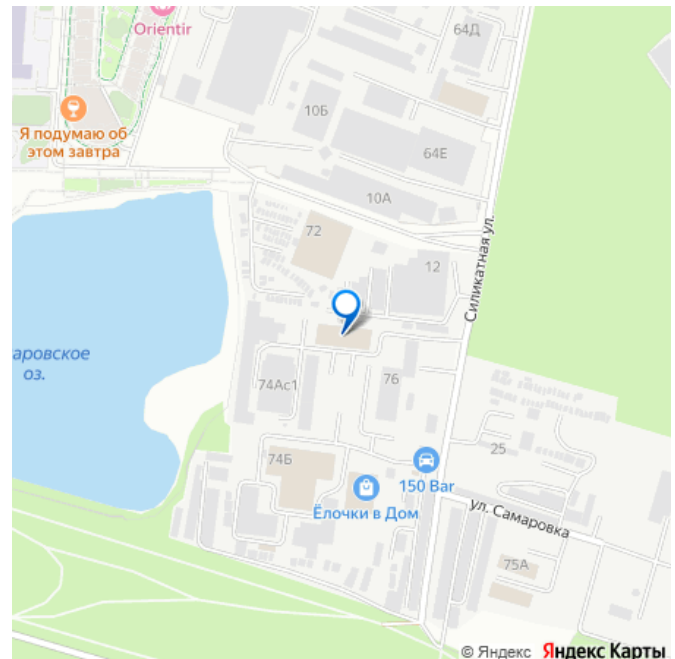 Orientir
64Д
Я подумаю об
этом завтра
10Б
64Е
10А
72
12
Силикатная ул.
аровское
оз.
74Ас1
76
74Б
25
150 Bar
Ёлочки в Дом
ул. Самаровка
75А
© Яндекс Яндекс Карты